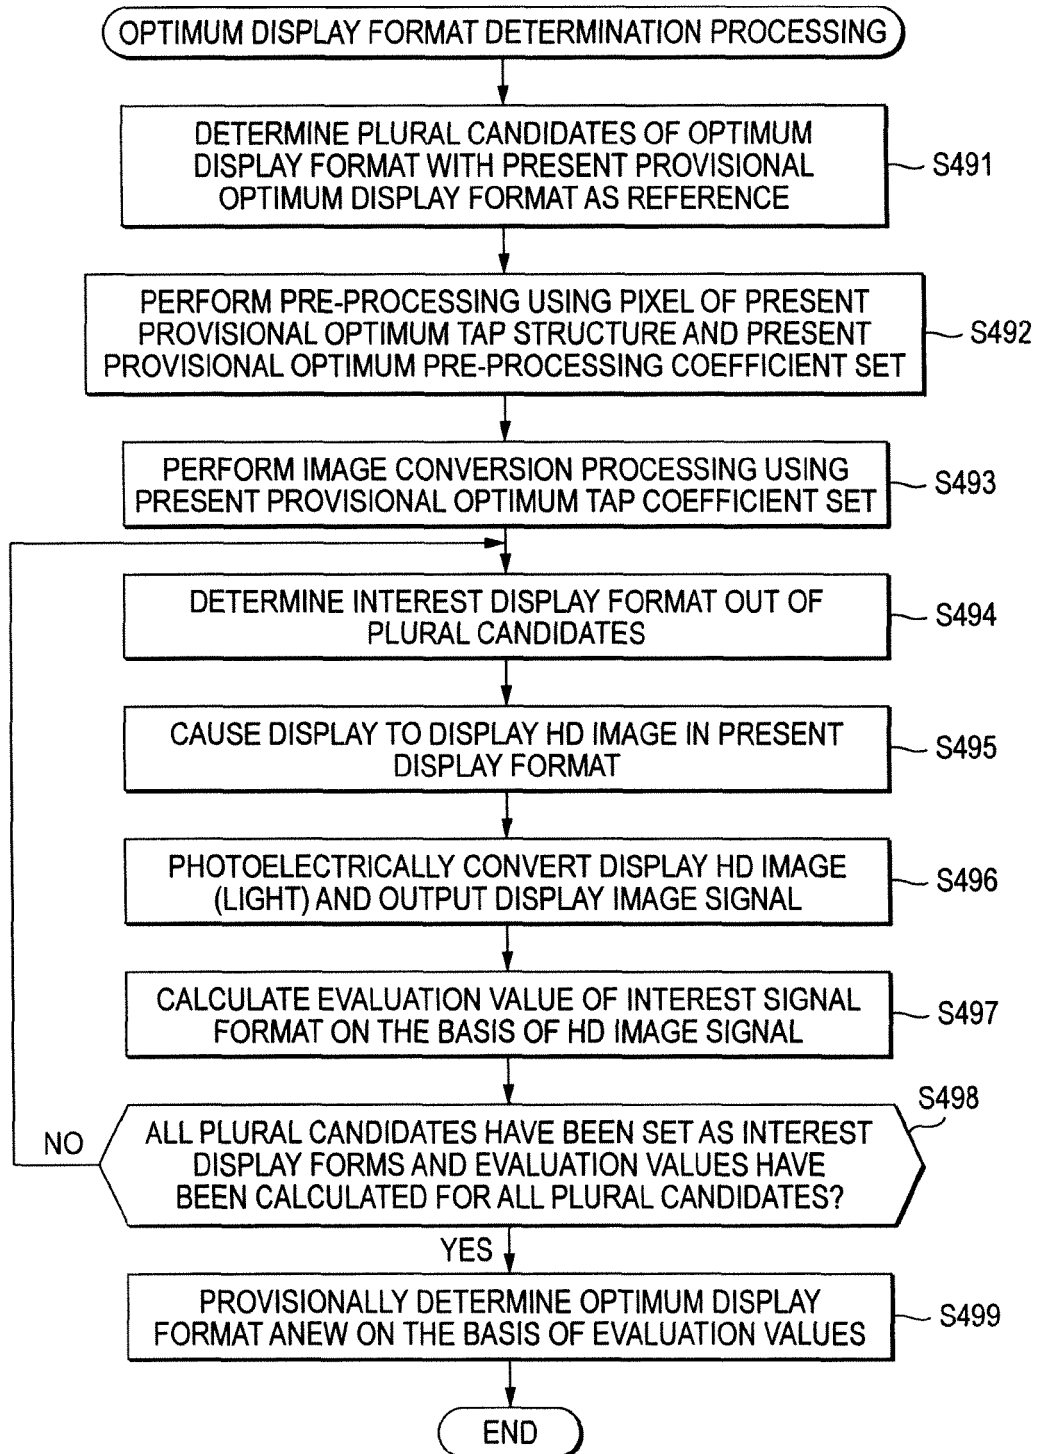 OPTIMUM DISPLAY FORMAT DETERMINATION PROCESSING
DETERMINE PLURAL CANDIDATES OF OPTIMUM
DISPLAY FORMAT WITH PRESENT PROVISIONAL
OPTIMUM DISPLAY FORMAT AS REFERENCE
S491
PERFORM PRE-PROCESSING USING PIXEL OF PRESENT
PROVISIONAL OPTIMUM TAP STRUCTURE AND PRESENT
PROVISIONAL OPTIMUM PRE-PROCESSING COEFFICIENT SET
S492
PERFORM IMAGE CONVERSION PROCESSING USING
PRESENT PROVISIONAL OPTIMUM TAP COEFFICIENT SET
S493
DETERMINE INTEREST DISPLAY FORMAT OUT OF
PLURAL CANDIDATES
S494
CAUSE DISPLAY TO DISPLAY HD IMAGE IN PRESENT
DISPLAY FORMAT
S495
PHOTOELECTRICALLY CONVERT DISPLAY HD IMAGE
(LIGHT) AND OUTPUT DISPLAY IMAGE SIGNAL
S496
CALCULATE EVALUATION VALUE OF INTEREST SIGNAL
FORMAT ON THE BASIS OF HD IMAGE SIGNAL
S497
S498
NO
ALL PLURAL CANDIDATES HAVE BEEN SET AS INTEREST
DISPLAY FORMS AND EVALUATION VALUES HAVE
BEEN CALCULATED FOR ALL PLURAL CANDIDATES?
YES
PROVISIONALLY DETERMINE OPTIMUM DISPLAY
FORMAT ANEW ON THE BASIS OF EVALUATION VALUES
S499
END